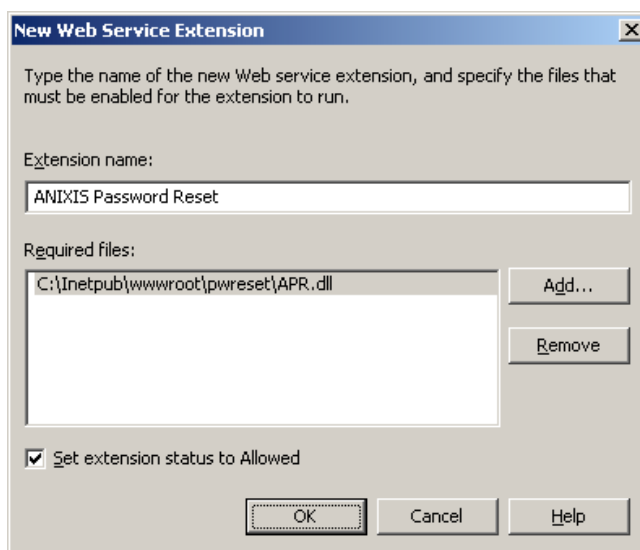 New Web Service Extension
Type the name of the new Web service extension, and specify the files that
must be enabled for the extension to run.
Extension name:
ANIXIS Password Reset
Required files:
C:\Inetpub\wwwroot\pwreset\APR.dll
Add...
Remove
Set extension status to Allowed
OK Cancel Help